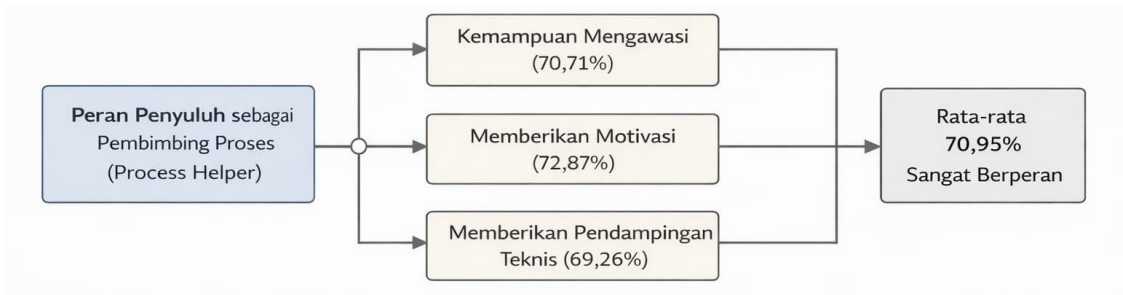 Peran Penyuluh sebagai
Pembimbing Proses
(Process Helper)
Kemampuan Mengawasi
(70,71%)
Memberikan Motivasi
(72,87%)
Memberikan Pendampingan
Teknis (69,26%)
Rata-rata
70,95%
Sangat Berperan